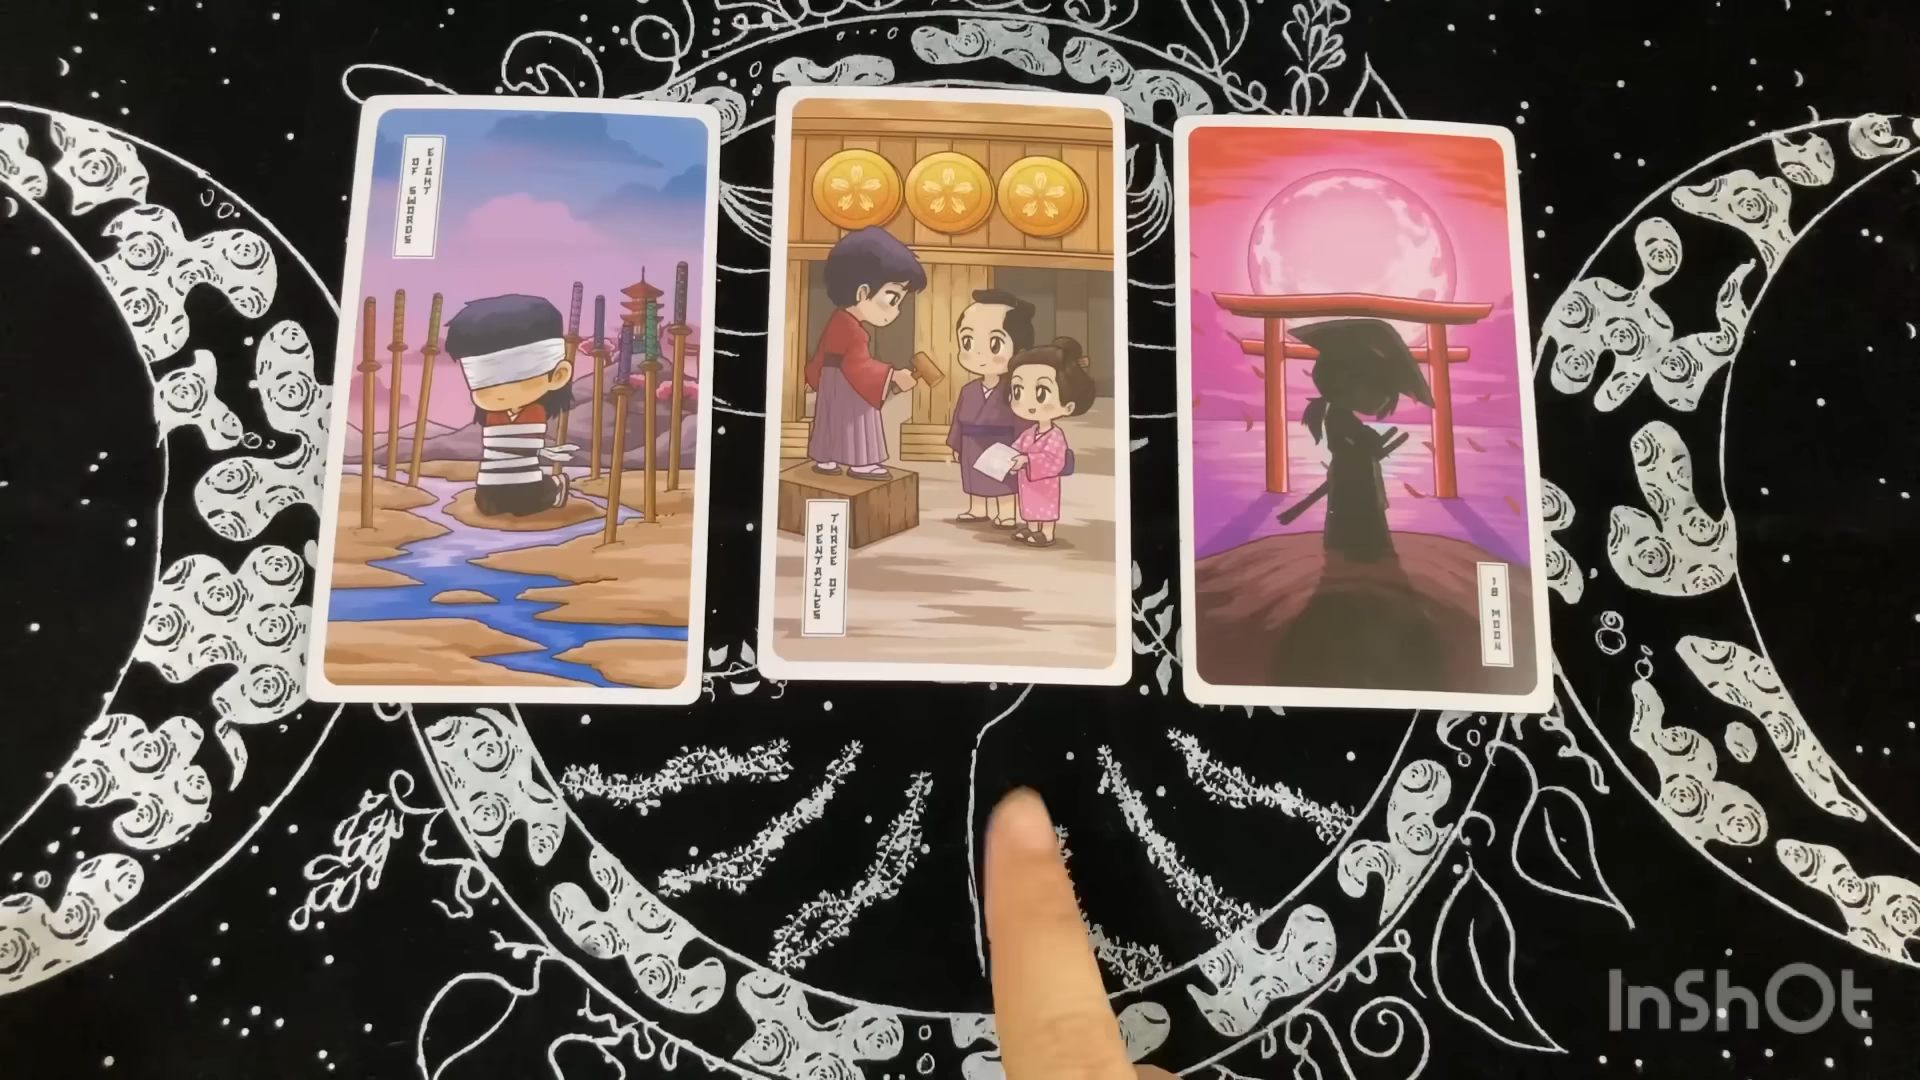 EIGHT
OF SWORDS
THREE OF
PENTACLES
18 MOON
InShOt